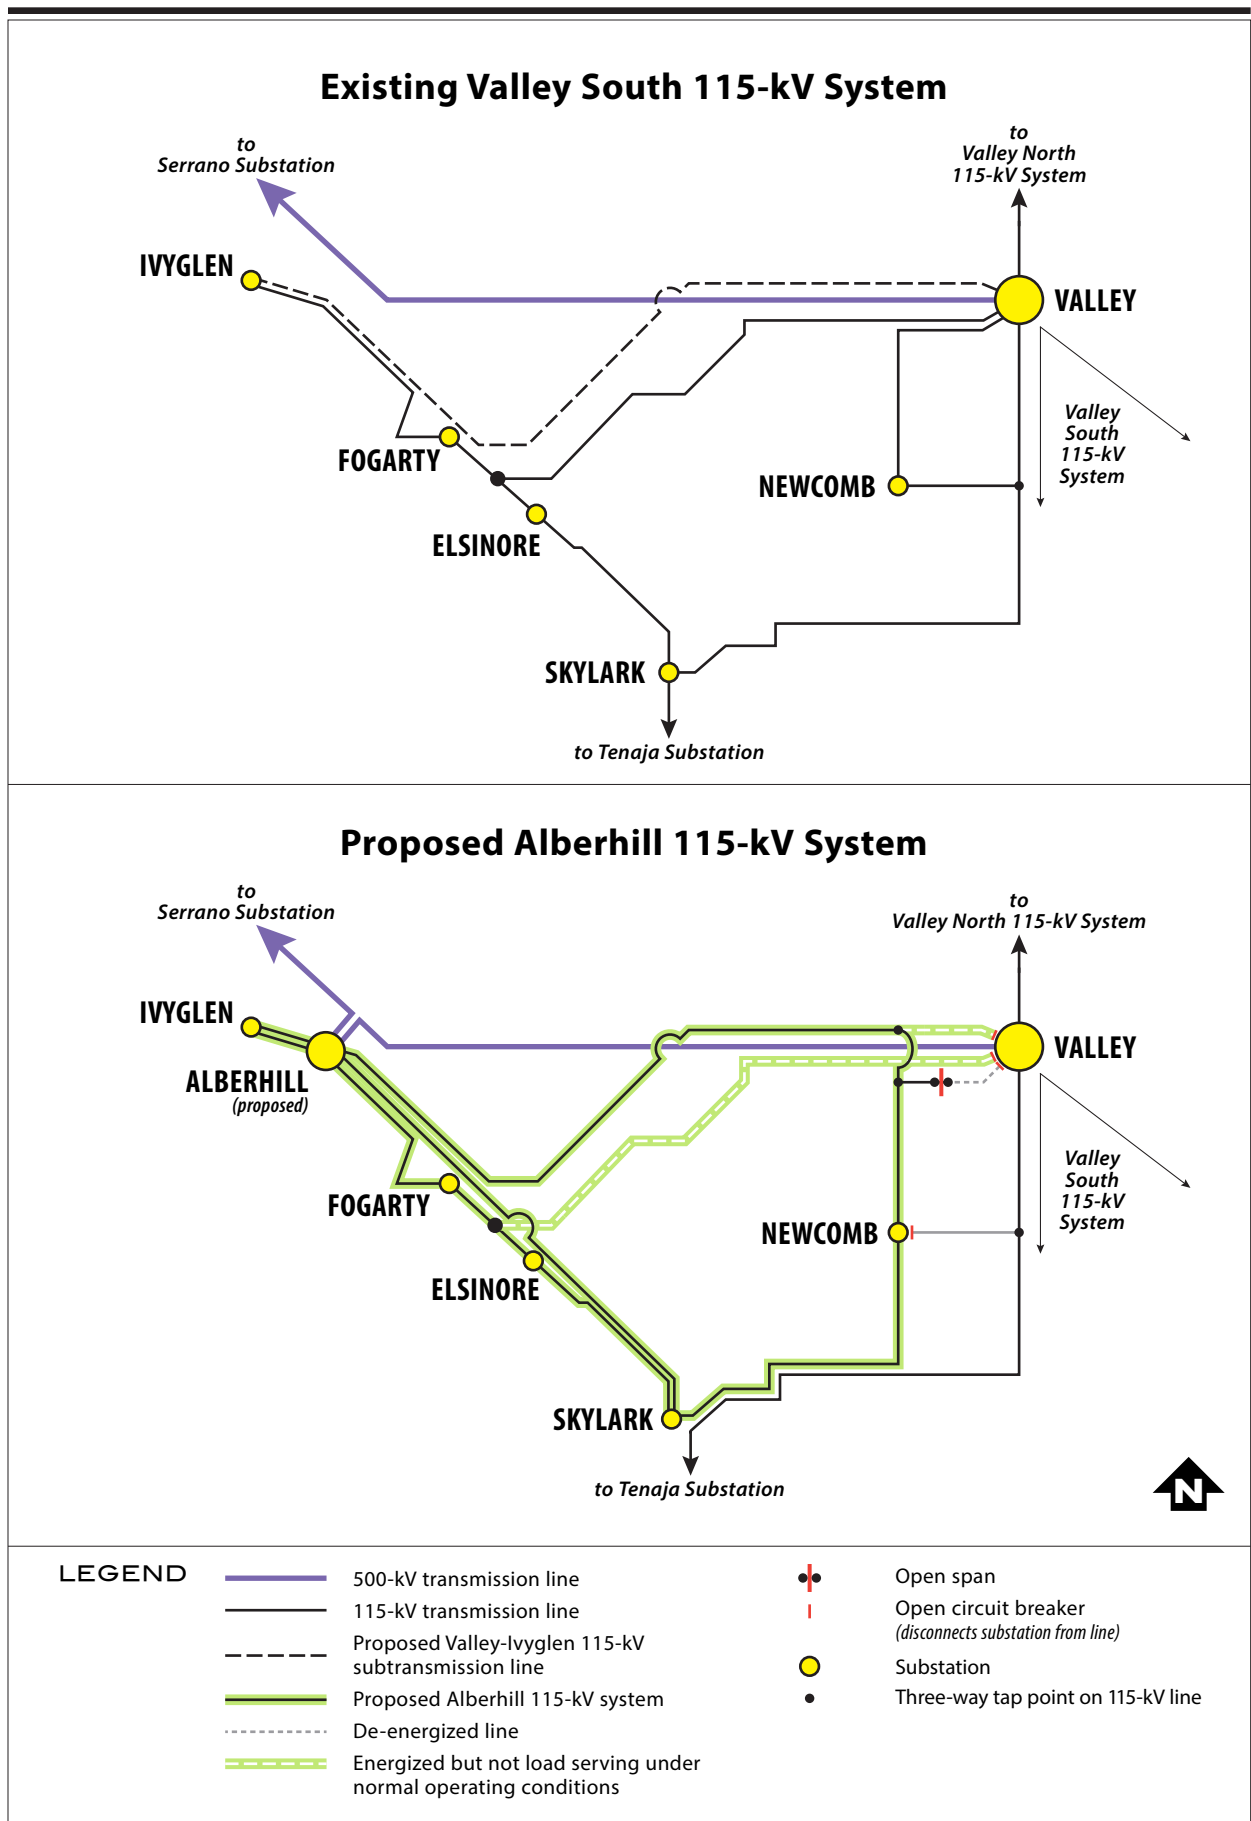 Existing Valley South 115-kV System
to
Serrano Substation
to
Valley North
115-kV System
IVYGLEN
VALLEY
FOGARTY
Valley
South
115-kV
System
NEWCOMB
ELSINORE
SKYLARK
to Tenaja Substation
Proposed Alberhill 115-kV System
to
Serrano Substation
to
Valley North 115-kV System
IVYGLEN
VALLEY
ALBERHILL
(proposed)
Valley
South
115-kV
System
FOGARTY
NEWCOMB
ELSINORE
SKYLARK
to Tenaja Substation
N
LEGEND
500-kV transmission line
115-kV transmission line
Proposed Valley-Ivyglen 115-kV
subtransmission line
Proposed Alberhill 115-kV system
De-energized line
Energized but not load serving under
normal operating conditions
Open span
Open circuit breaker
(disconnects substation from line)
Substation
Three-way tap point on 115-kV line